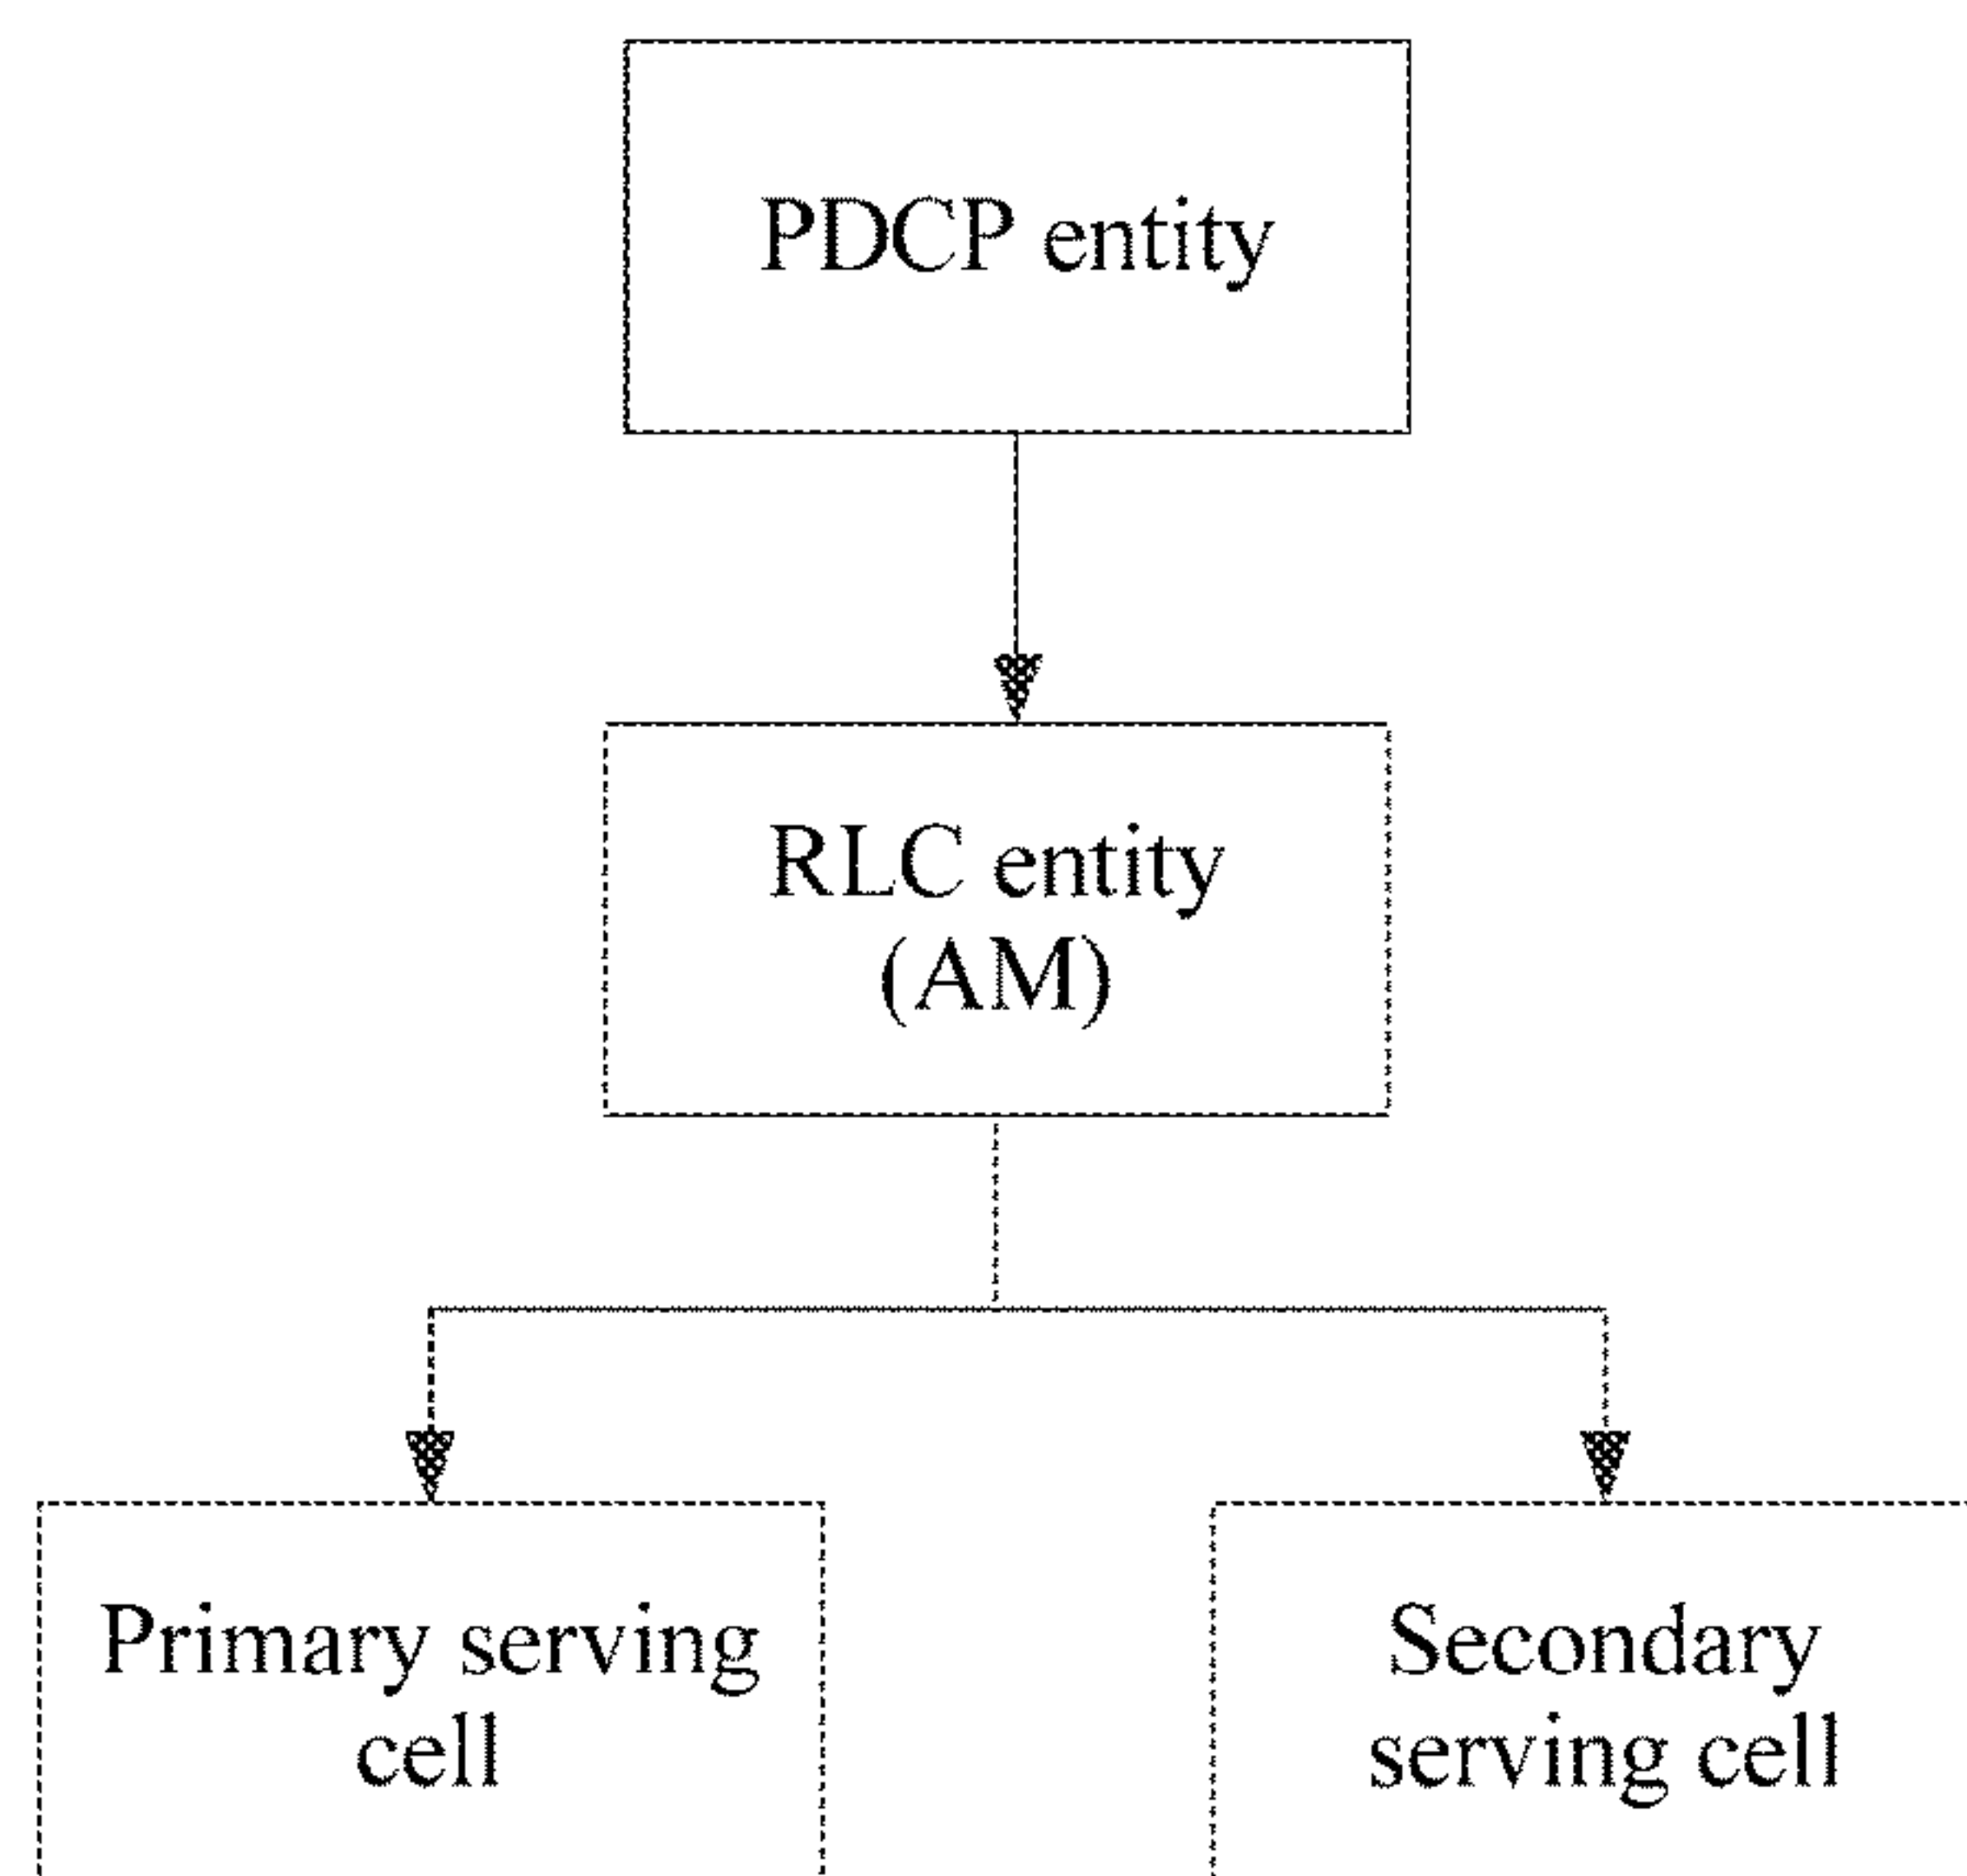 PDCP entity
RLC entity
(AM)
Primary serving
cell
Secondary
serving cell